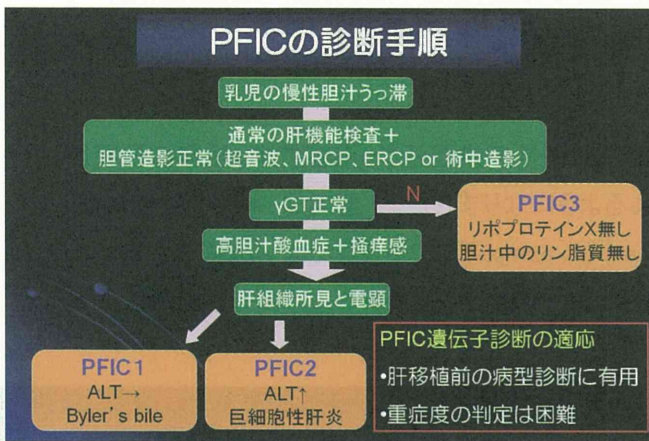 PFICの診断手順
乳児の慢性胆汁うっ滞
通常の肝機能検査＋
胆管造影正常（超音波、MRCP、ERCP or 術中造影）
γGT正常
N
PFIC3
リポプロテインX無し
胆汁中のリン脂質無し
高胆汁酸血症＋掻痒感
肝組織所見と電顕
PFIC1
ALT→
Byler's bile
PFIC2
ALT↑
巨細胞性肝炎
PFIC遺伝子診断の適応
•肝移植前の病型診断に有用
•重症度の判定は困難